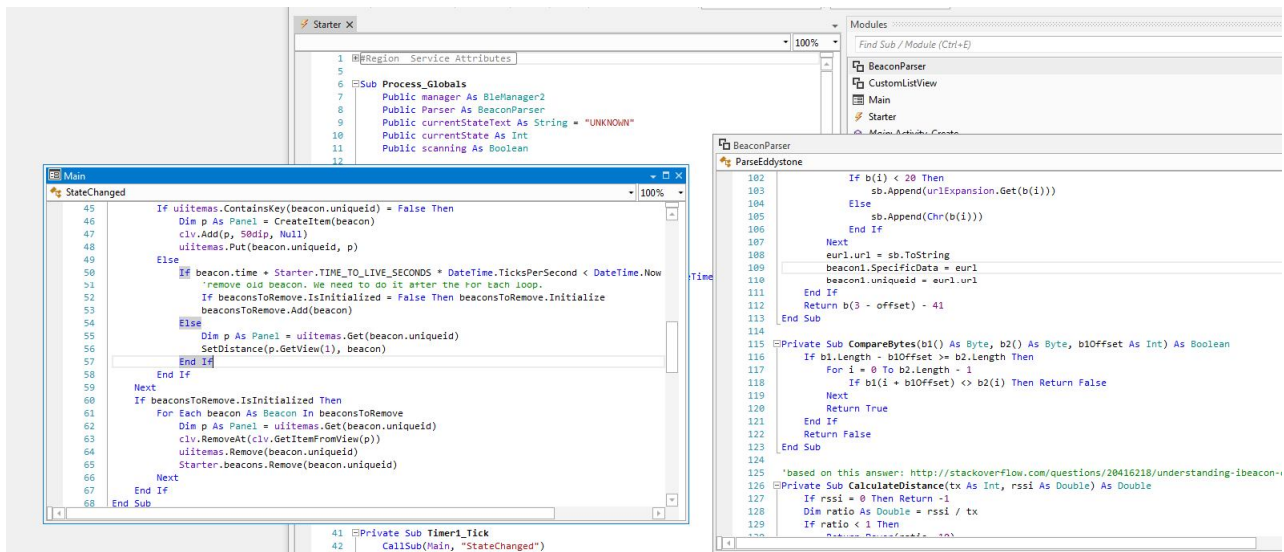 Starter
100%
1 #Region Service Attributes
5
6 Sub Process_Globals
7 Public manager As BleManager2
8 Public Parser As BeaconParser
9 Public currentStateText As String = "UNKNOWN"
10 Public currentState As Int
11 Public scanning As Boolean
12
Modules
Find Sub / Module (Ctrl+E)
BeaconParser
CustomListView
Main
Starter
Main: Activity_Create
Main
StateChanged
100%
45 If uiitemas.ContainsKey(beacon.uniqueid) = False Then
46 Dim p As Panel = CreateItem(beacon)
47 clv.Add(p, 50dip, Null)
48 uiitemas.Put(beacon.uniqueid, p)
49 Else
50 If beacon.time + Starter.TIME_TO_LIVE_SECONDS * DateTime.TicksPerSecond < DateTime.Now
51 'remove old beacon. We need to do it after the For Each loop.
52 If beaconsToRemove.IsInitialized = False Then beaconsToRemove.Initialize
53 beaconsToRemove.Add(beacon)
54 Else
55 Dim p As Panel = uiitemas.Get(beacon.uniqueid)
56 SetDistance(p.GetView(1), beacon)
57 End If
58 End If
59 Next
60 If beaconsToRemove.IsInitialized Then
61 For Each beacon As Beacon In beaconsToRemove
62 Dim p As Panel = uiitemas.Get(beacon.uniqueid)
63 clv.RemoveAt(clv.GetItemFromView(p))
64 uiitemas.Remove(beacon.uniqueid)
65 Starter.beacons.Remove(beacon.uniqueid)
66 Next
67 End If
68 End Sub
eTime
41 Private Sub Timer1_Tick
42 CallSub(Main, "StateChanged")
BeaconParser
ParseEddystone
102 If b(i) < 20 Then
103 sb.Append(urlExpansion.Get(b(i)))
104 Else
105 sb.Append(Chr(b(i)))
106 End If
107 Next
108 eurl.url = sb.ToString
109 beacon1.SpecificData = eurl
110 beacon1.uniqueid = eurl.url
111 End If
112 Return b(3 - offset) - 41
113 End Sub
114
115 Private Sub CompareBytes(b1() As Byte, b2() As Byte, b1Offset As Int) As Boolean
116 If b1.Length - b1Offset >= b2.Length Then
117 For i = 0 To b2.Length - 1
118 If b1(i + b1Offset) <> b2(i) Then Return False
119 Next
120 Return True
121 End If
122 Return False
123 End Sub
124
125 'based on this answer: http://stackoverflow.com/questions/20416218/understanding-ibeacon-
126 Private Sub CalculateDistance(tx As Int, rssi As Double) As Double
127 If rssi = 0 Then Return -1
128 Dim ratio As Double = rssi / tx
129 If ratio < 1 Then